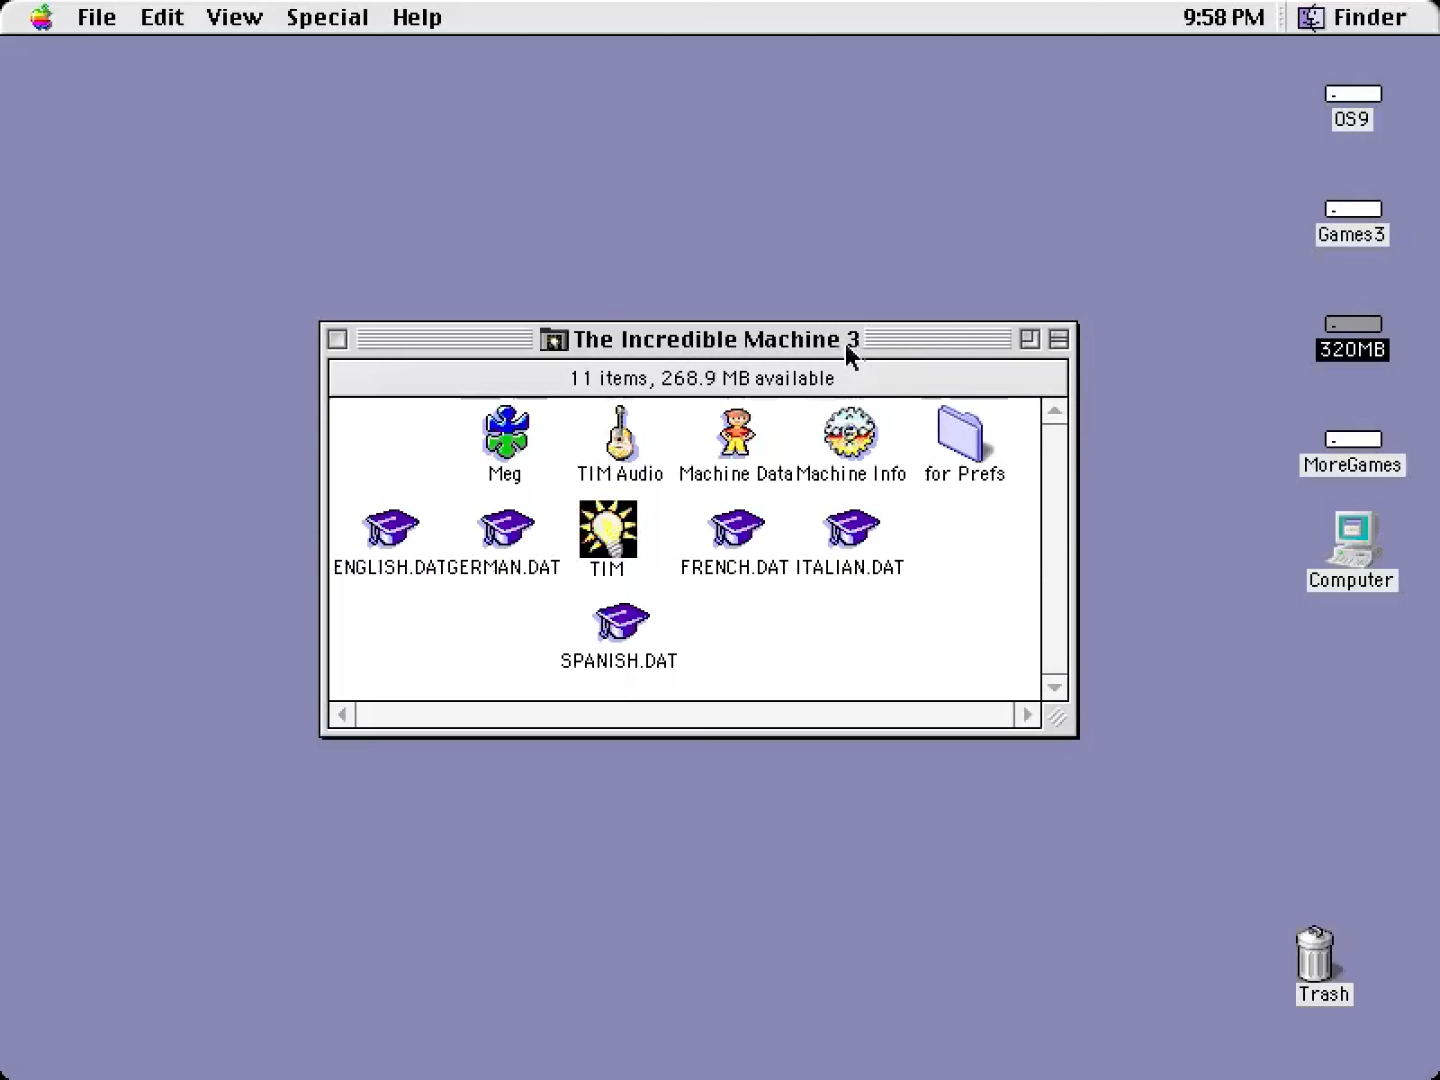 File Edit View Special Help 9:58 PM Finder
OS9
Games3
320MB
MoreGames
Computer
The Incredible Machine 3
11 items, 268.9 MB available
Meg TIM Audio Machine Data Machine Info for Prefs
ENGLISH.DAT GERMAN.DAT TIM FRENCH.DAT ITALIAN.DAT
SPANISH.DAT
Trash